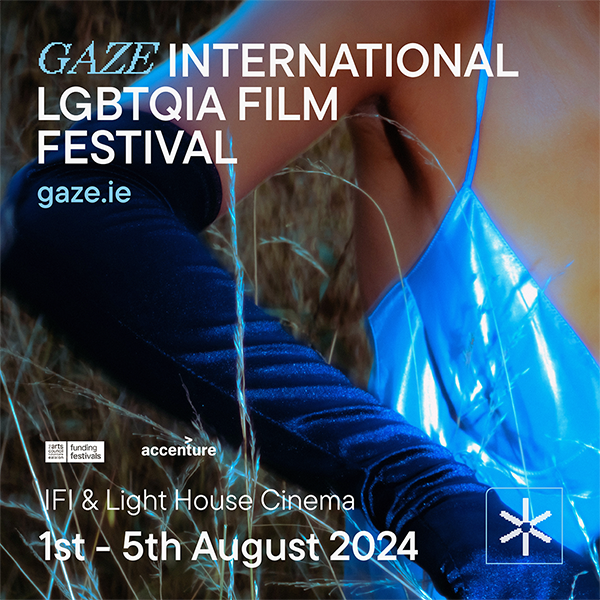 GAZE INTERNATIONAL
LGBTQIA FILM
FESTIVAL
gaze.ie
arts
council
funding
festivals
accenture
IFI & Light House Cinema
1st - 5th August 2024